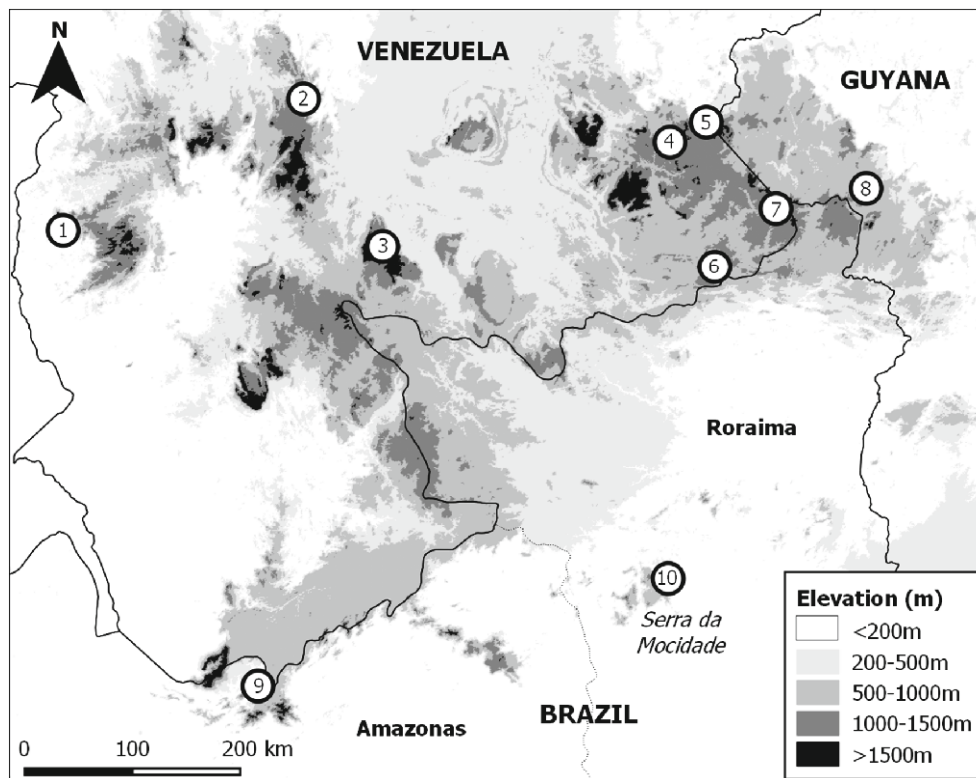 N
VENEZUELA
GUYANA
2
5
4
8
1
7
3
6
Roraima
10
Serra da
Mocidade
9
Amazonas
BRAZIL
0 100 200 km
Elevation (m)
<200m
200-500m
500-1000m
1000-1500m
>1500m